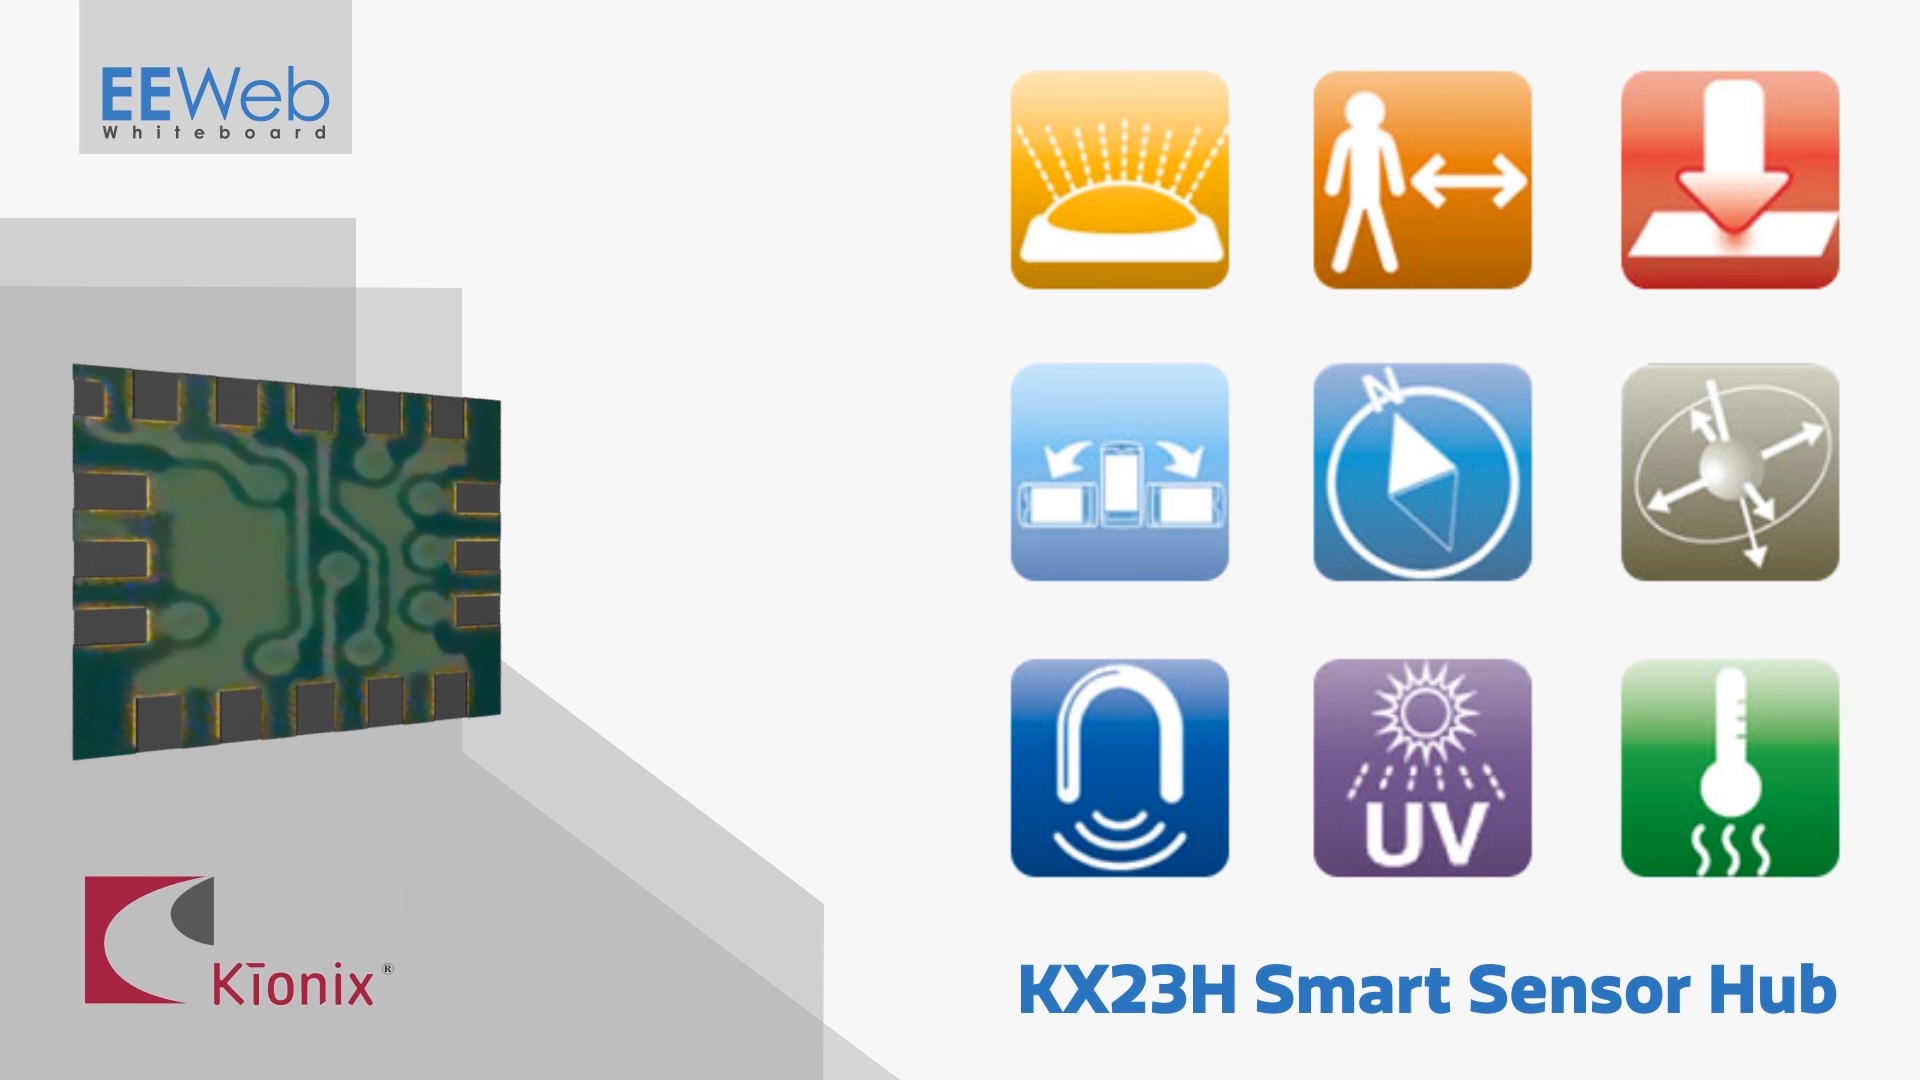 EEWeb
Whiteboard
N
UV
Kionix®
KX23H Smart Sensor Hub